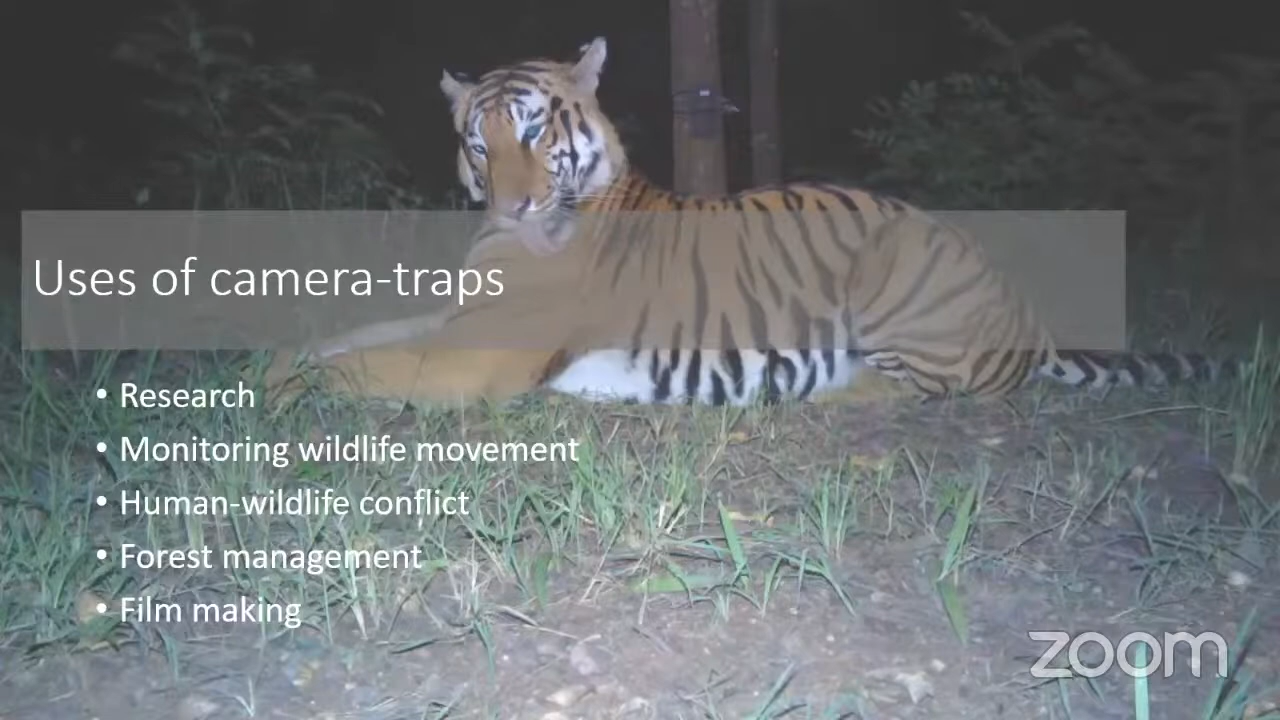 Uses of camera-traps
• Research
• Monitoring wildlife movement
• Human-wildlife conflict
• Forest management
• Film making
zoom